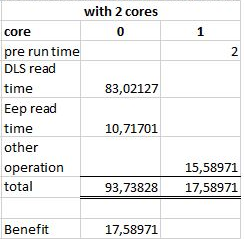 with 2 cores
core 0 1
pre run time 2
DLS read
time 83,02127
Eep read
time 10,71701
other
operation 15,58971
total 93,73828 17,58971
Benefit 17,58971